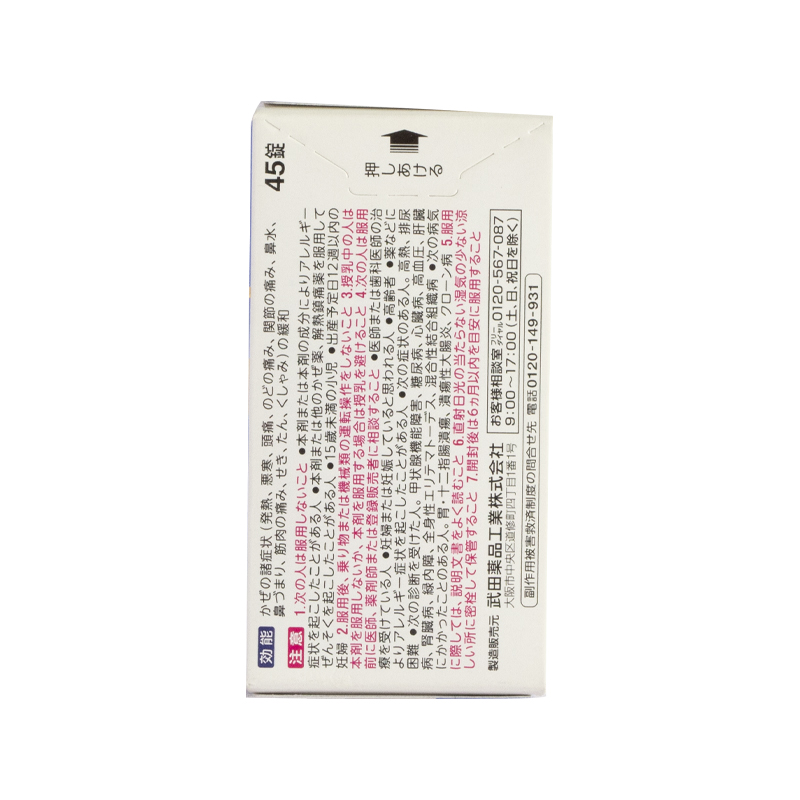 押しあける
45錠
効能
かぜの諸症状(発熱、悪寒、頭痛、のどの痛み、関節の痛み、鼻水、
鼻づまり、筋肉の痛み、せき、たん、くしゃみ)の緩和
注意
1.次の人は服用しないこと ●本剤または本剤の成分によりアレルギー
症状を起こしたことがある人 ●本剤または他のかぜ薬、解熱鎮痛薬を服用して
ぜんそくを起こしたことがある人 ●15歳未満の小児 ●出産予定日12週以内の
妊婦 2.服用後、乗り物または機械類の運転操作をしないこと 3.授乳中の人は
本剤を服用しないか、本剤を服用する場合は授乳を避けること 4.次の人は服用
前に医師、薬剤師または登録販売者に相談すること ●医師または歯科医師の治
療を受けている人 ●妊婦または妊娠していると思われる人 ●高齢者 ●薬などに
よりアレルギー症状を起こしたことがある人 ●次の症状のある人。高熱、排尿
困難 ●次の診断を受けた人。甲状腺機能障害、糖尿病、心臓病、高血圧、肝臓
病、腎臓病、緑内障、全身性エリテマトーデス、混合性結合組織病 ●次の病気
にかかったことのある人。胃・十二指腸潰瘍、潰瘍性大腸炎、クローン病 5.服用
に際しては、説明文書をよく読むこと 6.直射日光の当たらない湿気の少ない涼
しい所に密栓して保管すること 7.開封後は6ヵ月以内を目安に服用すること
製造販売元 武田薬品工業株式会社
大阪市中央区道修町四丁目1番1号
お客様相談室 フリーダイヤル 0120-567-087
9:00~17:00(土、日、祝日を除く)
副作用被害救済制度の問合せ先 電話0120-149-931